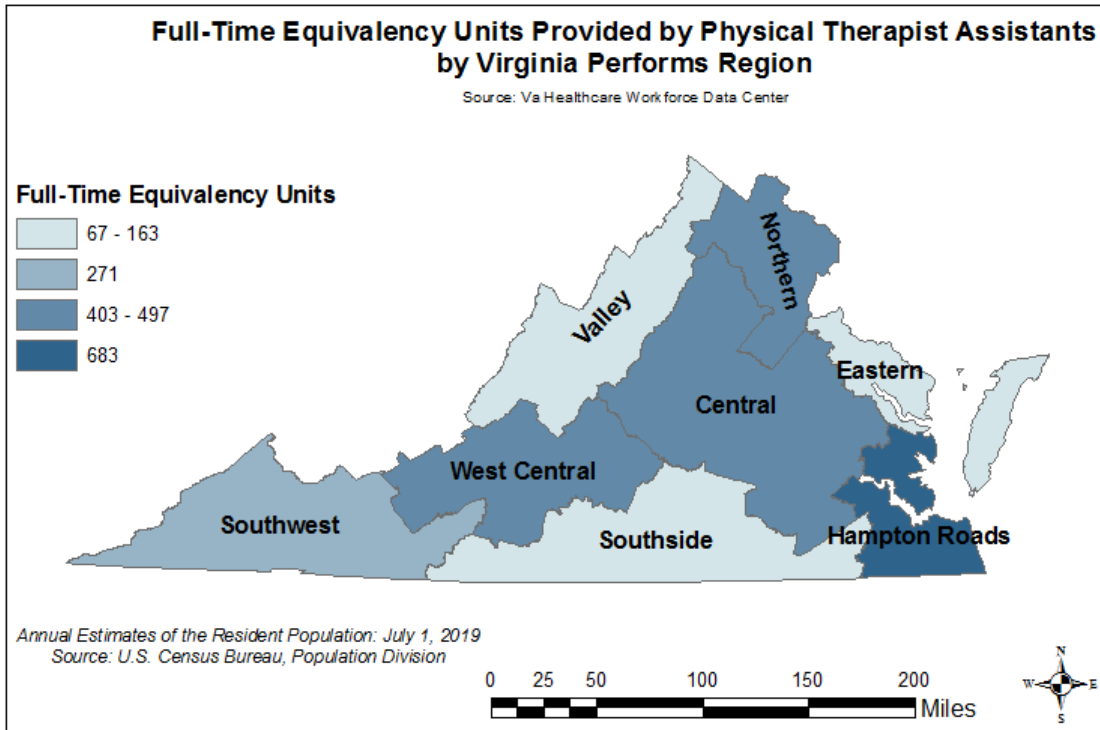 Full-Time Equivalency Units Provided by Physical Therapist Assistants
by Virginia Performs Region
Source: Va Healthcare Workforce Data Center
Full-Time Equivalency Units
67 - 163
271
403 - 497
683
Northern
Valley
Eastern
Central
West Central
Southwest
Southside
Hampton Roads
Annual Estimates of the Resident Population: July 1, 2019
Source: U.S. Census Bureau, Population Division
0 25 50 100 150 200
Miles
N
W E
S